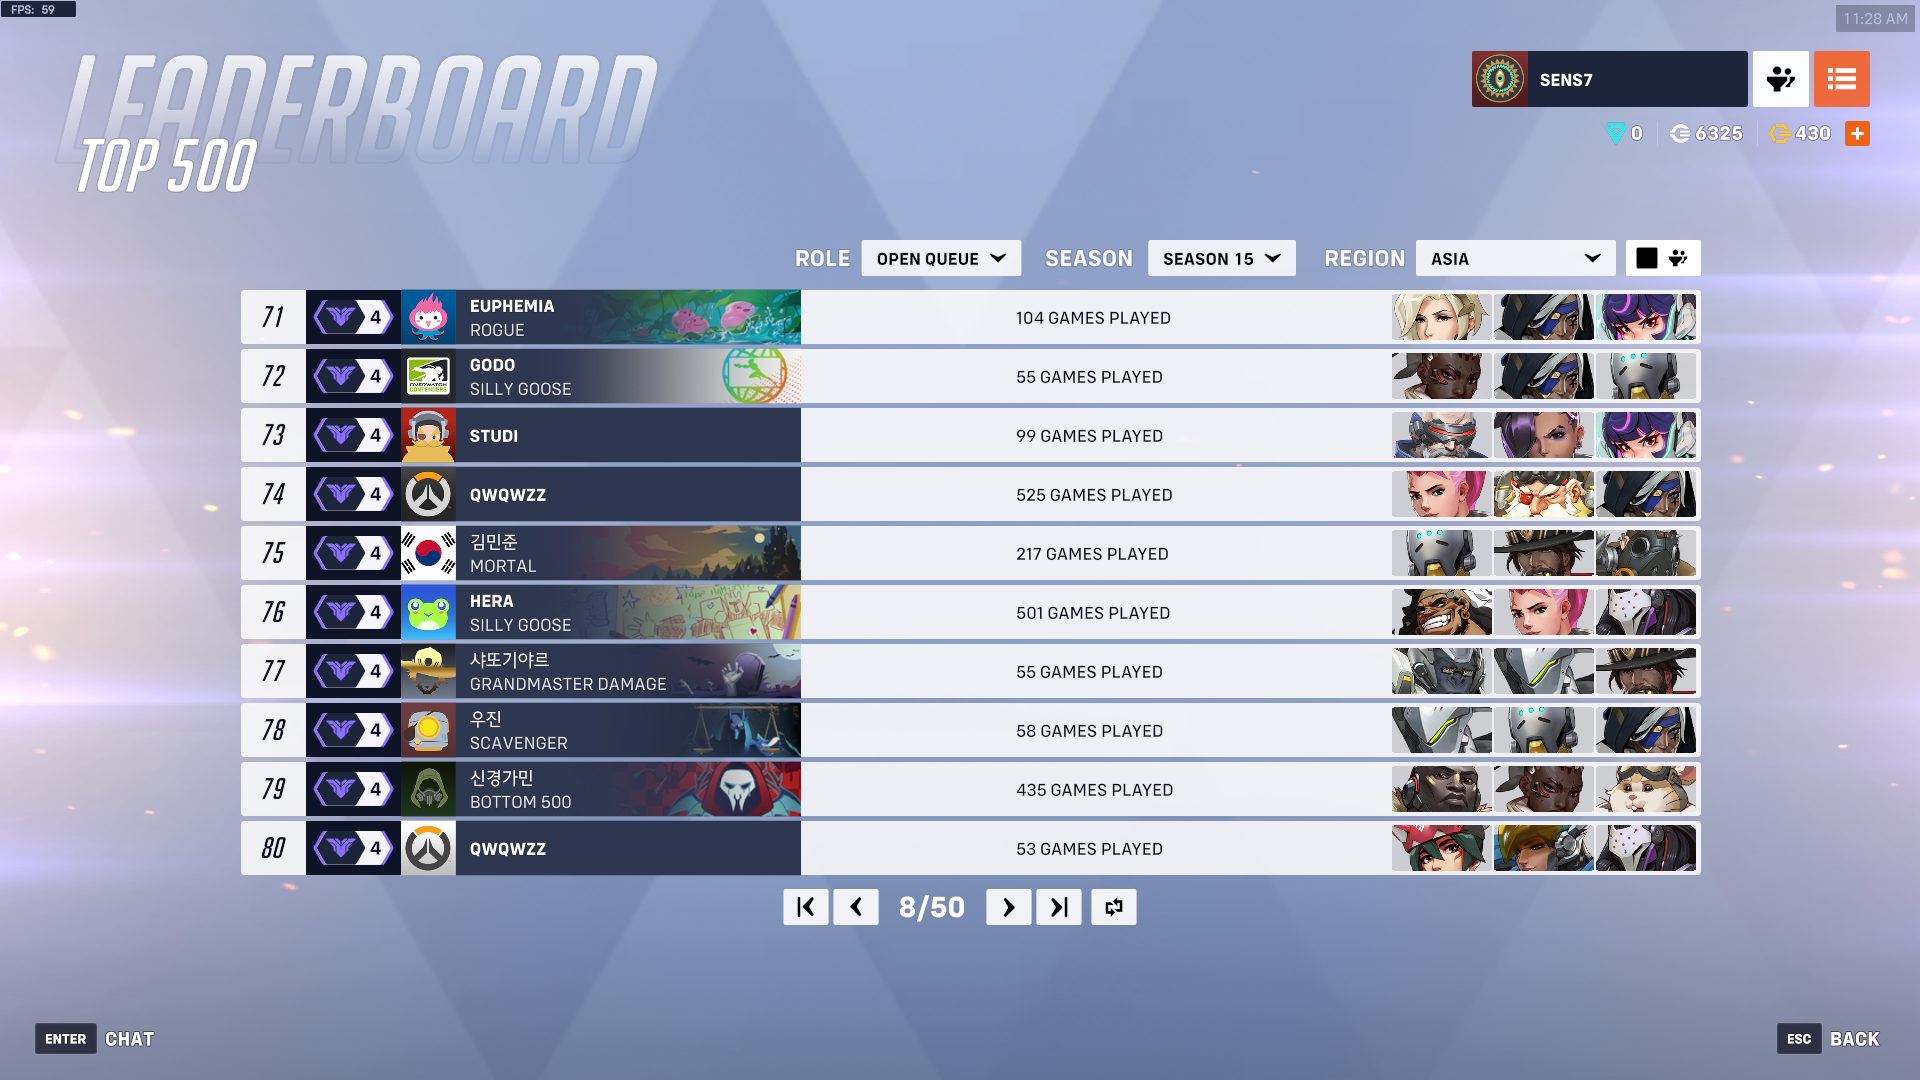 FPS: 59
11:28 AM
LEADERBOARD
TOP 500
SENS7
0
6325
430
ROLE
OPEN QUEUE
SEASON
SEASON 15
REGION
ASIA
71
4
EUPHEMIA
ROGUE
104 GAMES PLAYED
72
4
OVERWATCH
CONTENDERS
GODO
SILLY GOOSE
55 GAMES PLAYED
73
4
STUDI
99 GAMES PLAYED
74
4
QWQWZZ
525 GAMES PLAYED
75
4
김민준
MORTAL
217 GAMES PLAYED
76
4
HERA
SILLY GOOSE
501 GAMES PLAYED
77
4
샤또기야르
GRANDMASTER DAMAGE
55 GAMES PLAYED
78
4
우진
SCAVENGER
58 GAMES PLAYED
79
4
신경가민
BOTTOM 500
435 GAMES PLAYED
80
4
QWQWZZ
53 GAMES PLAYED
8/50
ENTER
CHAT
ESC
BACK